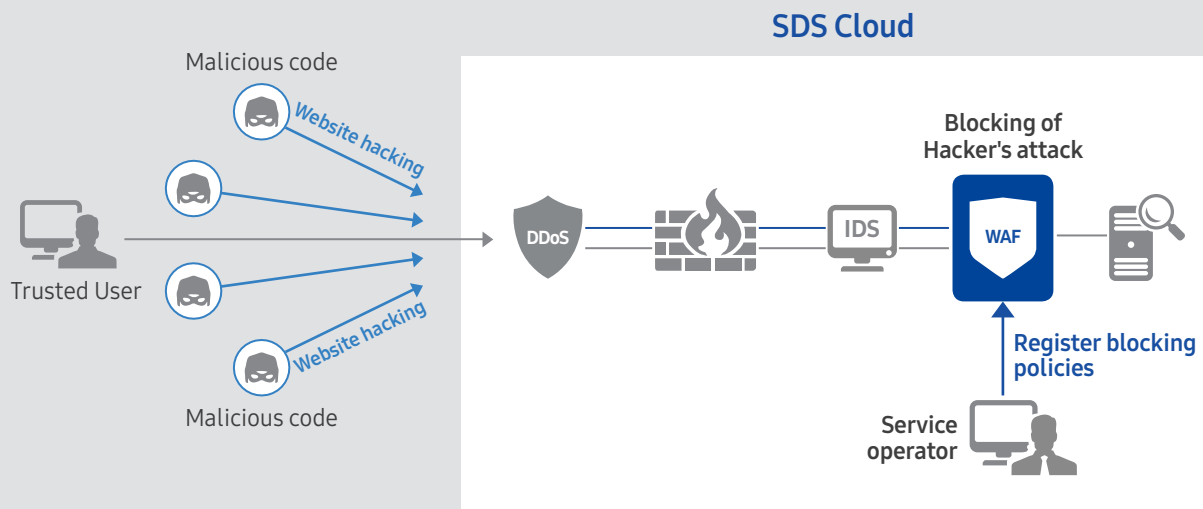 SDS Cloud
Malicious code
Website hacking
Blocking of
Hacker's attack
DDoS
IDS
WAF
Trusted User
Website hacking
Register blocking
policies
Malicious code
Service
operator